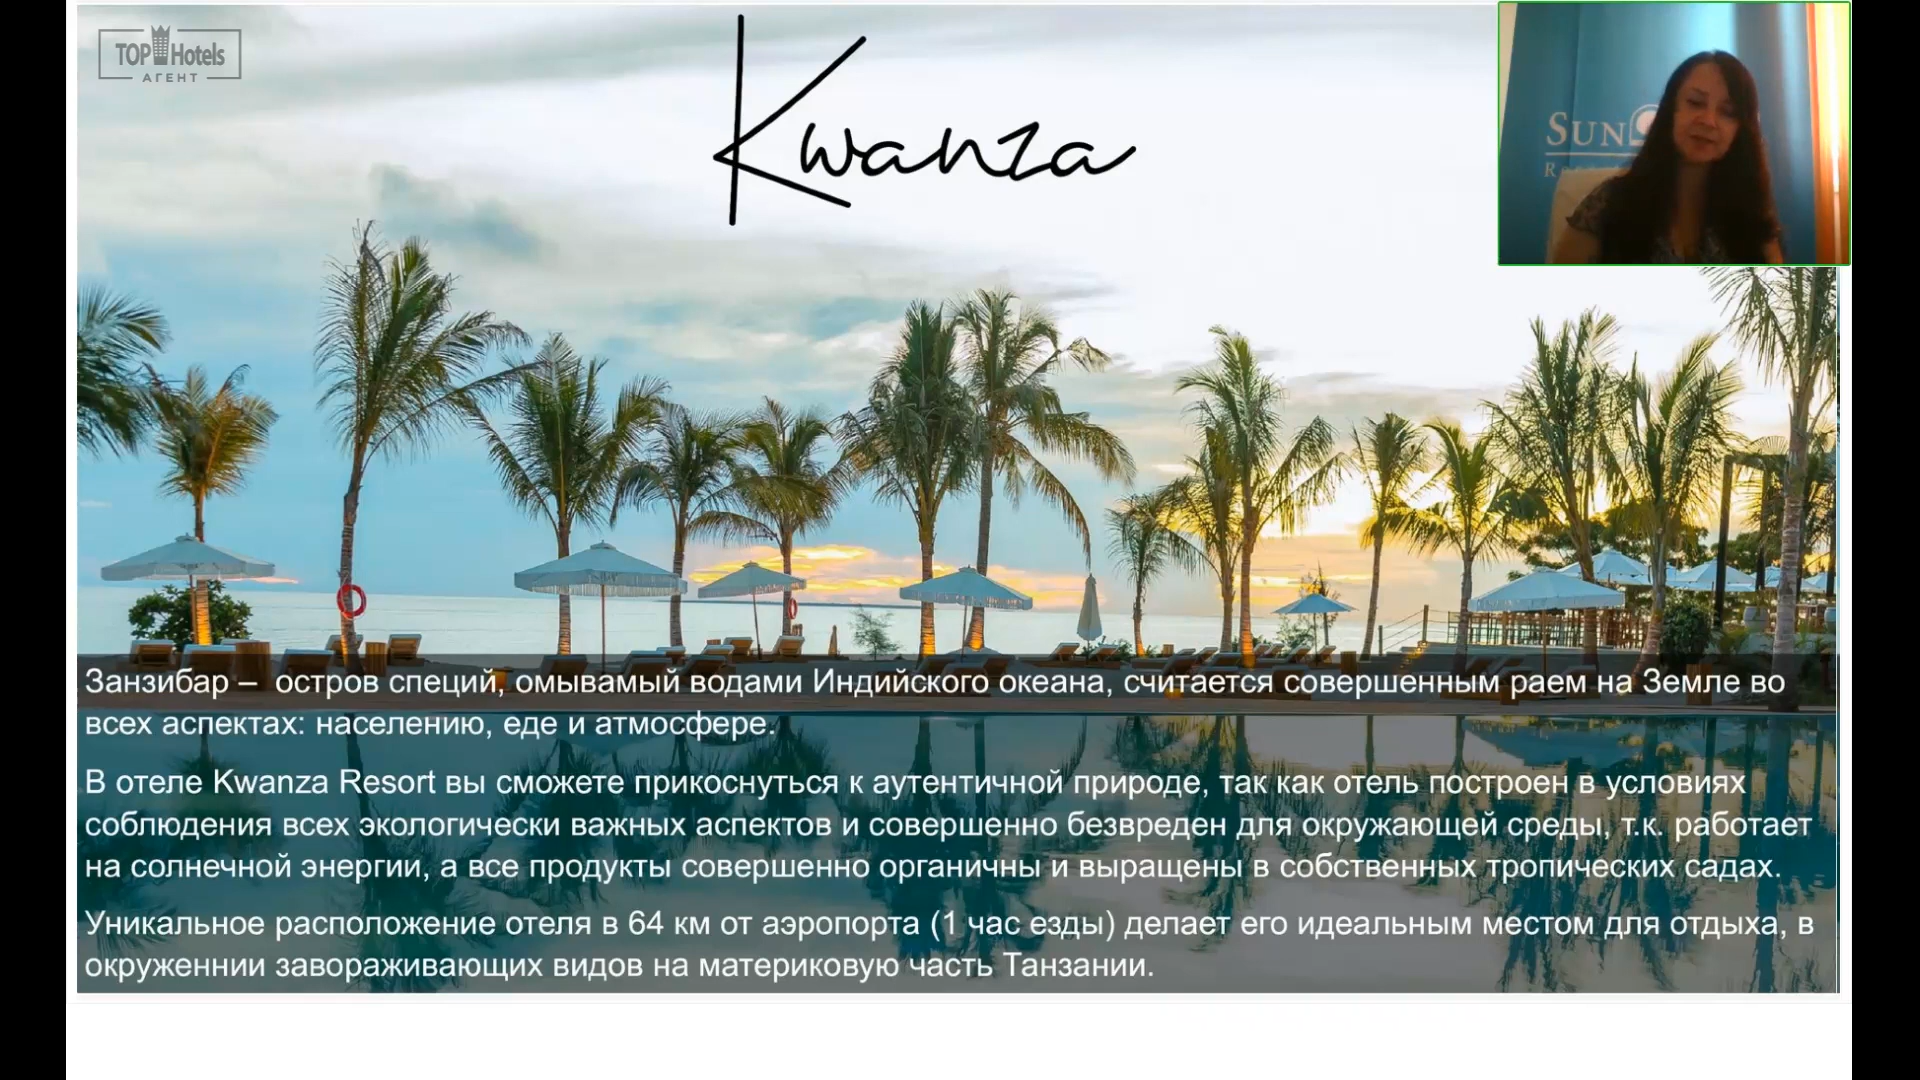 TOP Hotels
АГЕНТ
Kwanza
SUN
R
Занзибар – остров специй, омывамый водами Индийского океана, считается совершенным раем на Земле во
всех аспектах: населению, еде и атмосфере.
В отеле Kwanza Resort вы сможете прикоснуться к аутентичной природе, так как отель построен в условиях
соблюдения всех экологически важных аспектов и совершенно безвреден для окружающей среды, т.к. работает
на солнечной энергии, а все продукты совершенно органичны и выращены в собственных тропических садах.
Уникальное расположение отеля в 64 км от аэропорта (1 час езды) делает его идеальным местом для отдыха, в
окруженнии завораживающих видов на материковую часть Танзании.